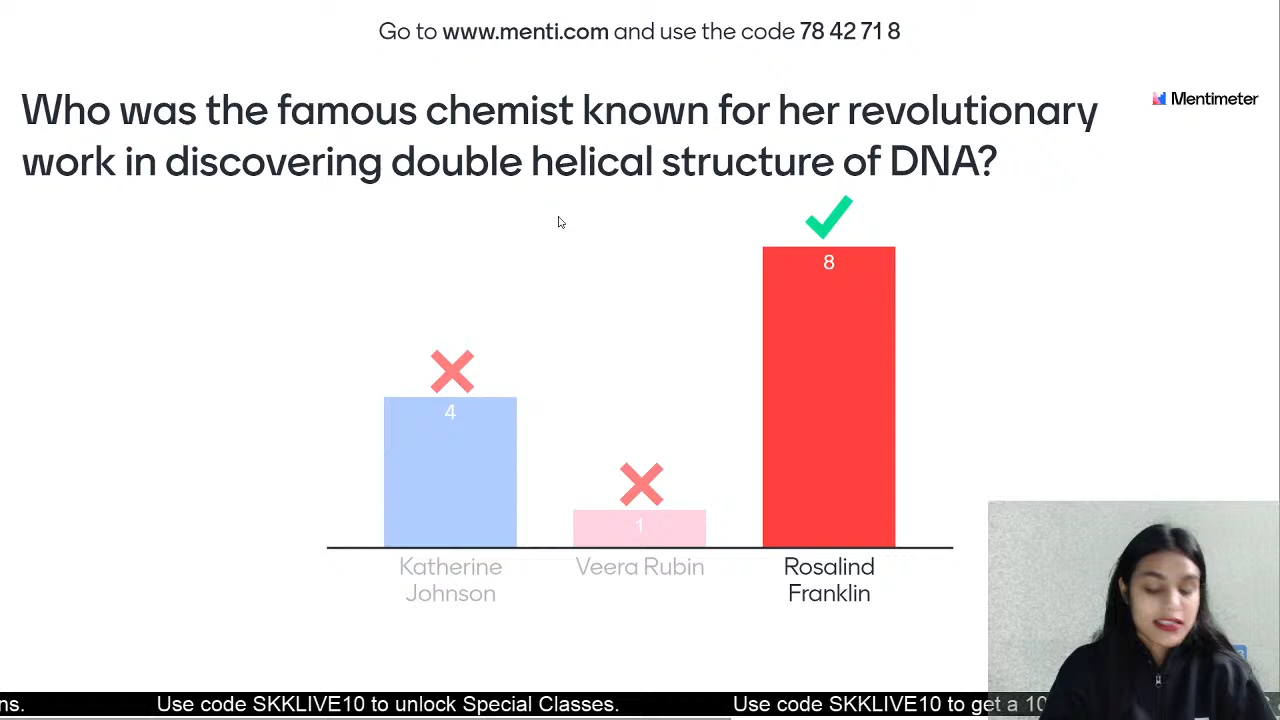 Go to www.menti.com and use the code 78 42 71 8
Who was the famous chemist known for her revolutionary
work in discovering double helical structure of DNA?
Mentimeter
8
4
1
Katherine
Johnson
Veera Rubin
Rosalind
Franklin
ns. Use code SKKLIVE10 to unlock Special Classes. Use code SKKLIVE10 to get a 10